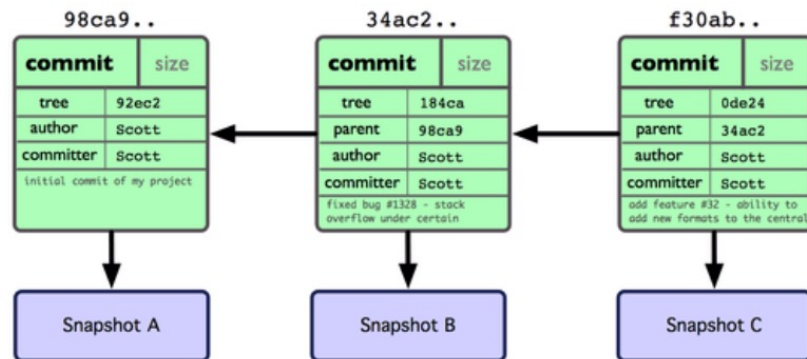 98ca9..
34ac2..
f30ab..
commit size
tree 92ec2
author Scott
committer Scott
initial commit of my project
commit size
tree 184ca
parent 98ca9
author Scott
committer Scott
fixed bug #1328 - stack
overflow under certain
commit size
tree 0de24
parent 34ac2
author Scott
committer Scott
add feature #32 - ability to
add new formats to the central
Snapshot A
Snapshot B
Snapshot C